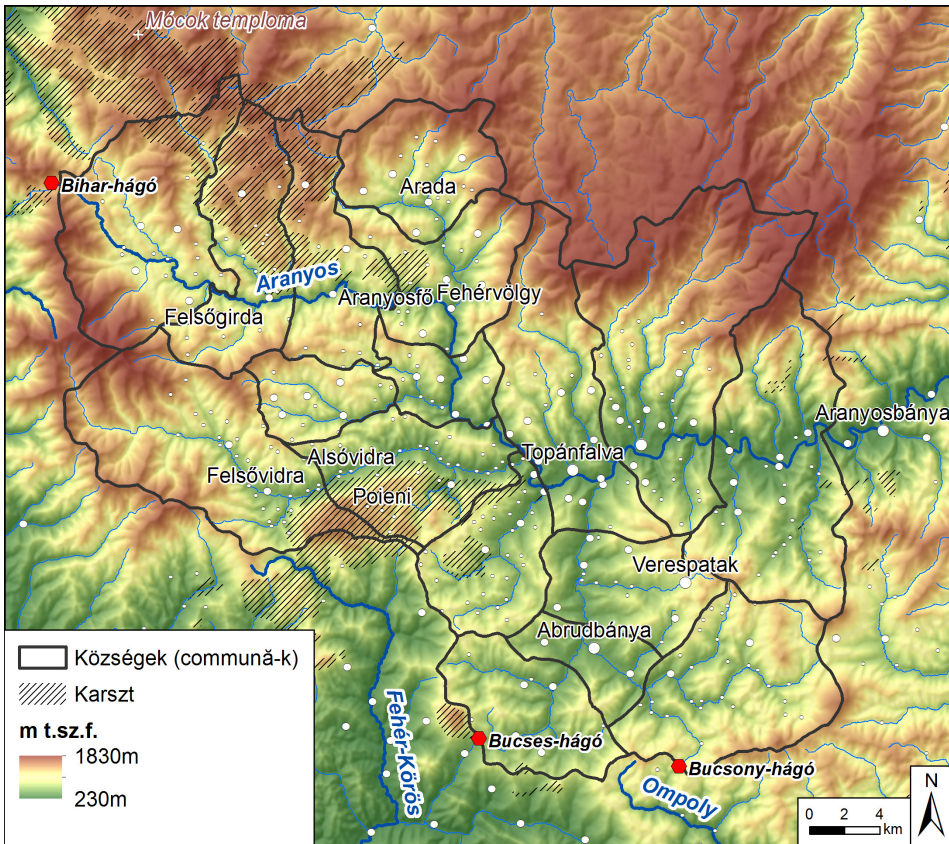 Mócok temploma
Bihar-hágó
Arada
Aranyos
Aranyosfő
Fehérvölgy
Felsőgirda
Aranyosbánya
Topánfalva
Alsóvidra
Felsővidra
Poieni
Verespatak
Abrudbánya
Fehér-Körös
Bucses-hágó
Bucsony-hágó
Ompoly
Községek (commună-k)
Karszt
m t.sz.f.
1830m
230m
N
0 2 4
km